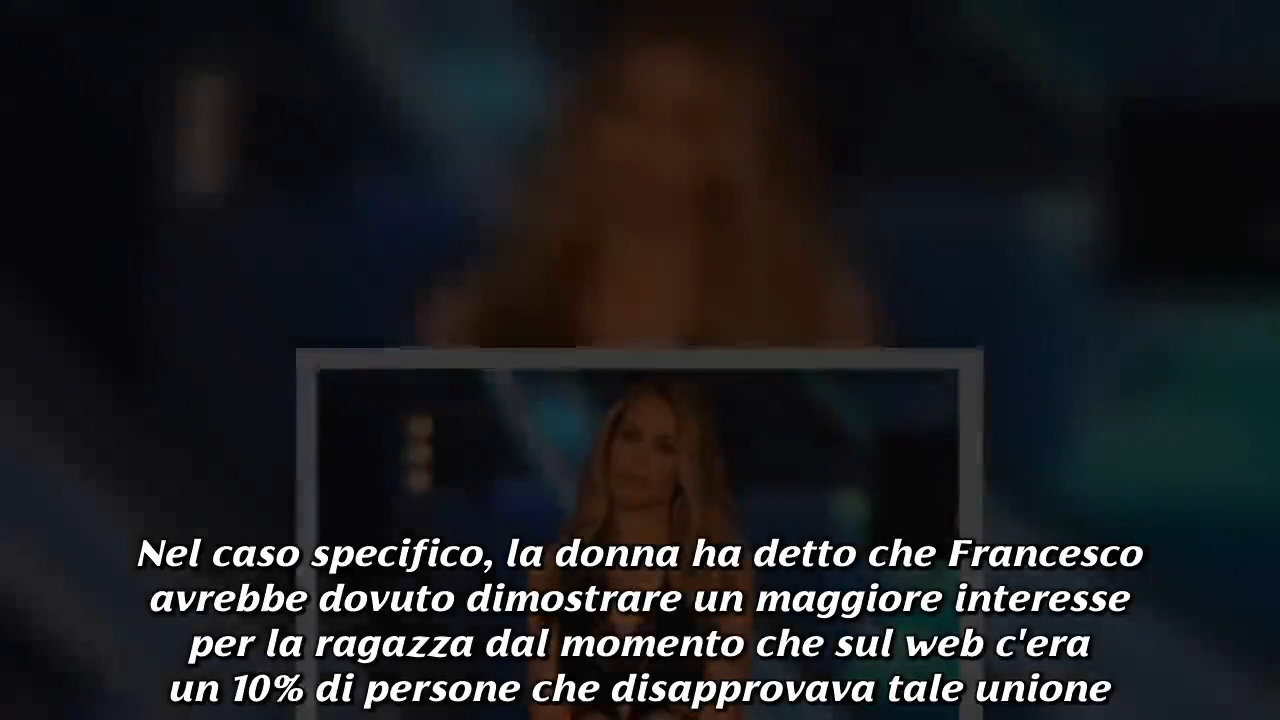 Nel caso specifico, la donna ha detto che Francesco
avrebbe dovuto dimostrare un maggiore interesse
per la ragazza dal momento che sul web c'era
un 10% di persone che disapprovava tale unione